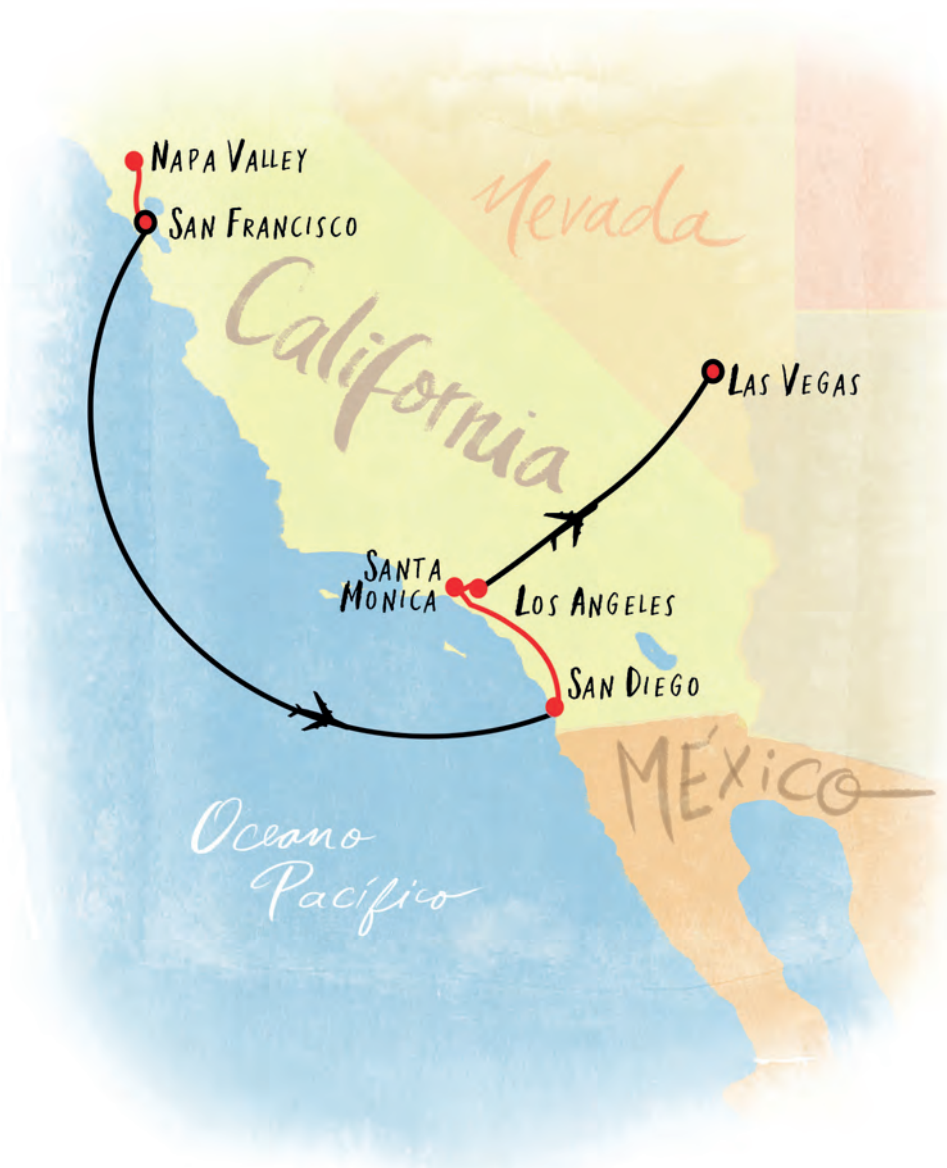 NAPA VALLEY
SAN FRANCISCO
Nevada
California
LAS VEGAS
SANTA
MONICA
LOS ANGELES
SAN DIEGO
MÉXiCO
Oceano
Pacífico